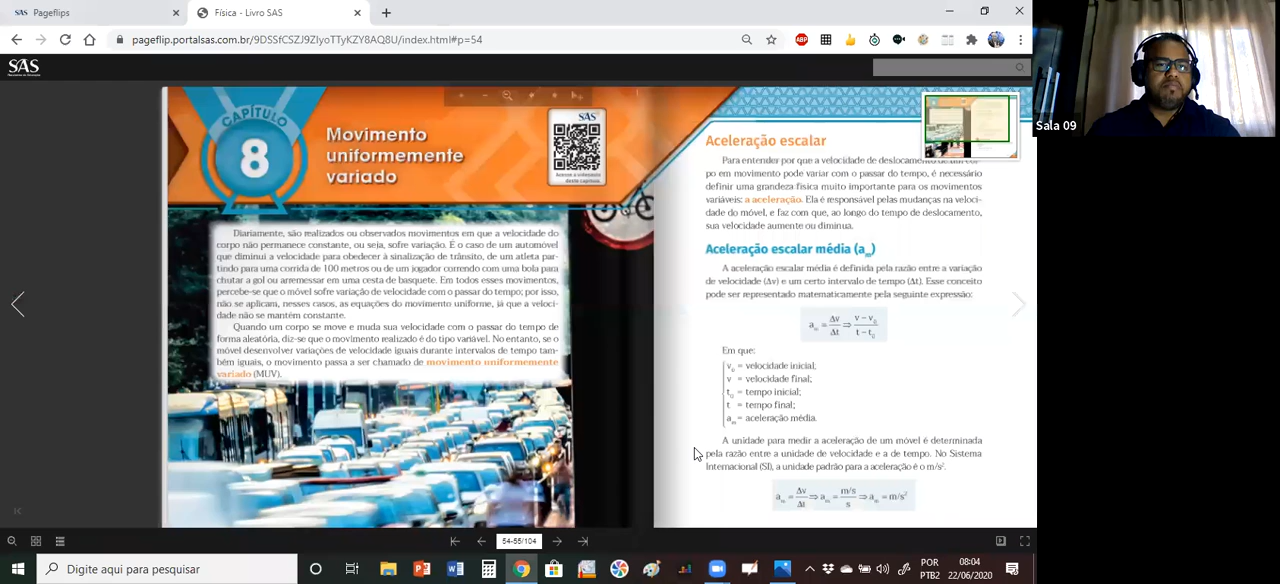 Pageflips
Física - Livro SAS
pageflip.portalsas.com.br/9DSSfCSZJ9ZIyoTTyKZY8AQ8U/index.html#p=54
ABP
SAS
Sala 09
CAPÍTULO
8
Movimento
uniformemente
variado
SAS
Acesse a videoaula
deste capítulo
Diariamente, são realizados ou observados movimentos em que a velocidade do
corpo não permanece constante, ou seja, sofre variação. É o caso de um automóvel
que diminui a velocidade para obedecer à sinalização de trânsito, de um atleta par-
tindo para uma corrida de 100 metros ou de um jogador correndo com uma bola para
chutar a gol ou arremessar em uma cesta de basquete. Em todos esses movimentos,
percebe-se que o móvel sofre variação de velocidade com o passar do tempo; por isso,
não se aplicam, nesses casos, as equações do movimento uniforme, já que a veloci-
dade não se mantém constante.
Quando um corpo se move e muda sua velocidade com o passar do tempo de
forma aleatória, diz-se que o movimento realizado é do tipo variável. No entanto, se o
móvel desenvolver variações de velocidade iguais durante intervalos de tempo tam-
bém iguais, o movimento passa a ser chamado de movimento uniformemente
variado (MUV).
Aceleração escalar
Para entender por que a velocidade de deslocamento de um cor-
po em movimento pode variar com o passar do tempo, é necessário
definir uma grandeza física muito importante para os movimentos
variáveis: a aceleração. Ela é responsável pelas mudanças na veloci-
dade do móvel, e faz com que, ao longo do tempo de deslocamento,
sua velocidade aumente ou diminua.
Aceleração escalar média (aₘ)
A aceleração escalar média é definida pela razão entre a variação
de velocidade (Δv) e um certo intervalo de tempo (Δt). Esse conceito
pode ser representado matematicamente pela seguinte expressão:
aₘ = Δv/Δt ⇒ v – v₀/t – t₀
Em que:
v₀ = velocidade inicial;
v = velocidade final;
t₀ = tempo inicial;
t = tempo final;
aₘ = aceleração média.
A unidade para medir a aceleração de um móvel é determinada
pela razão entre a unidade de velocidade e a de tempo. No Sistema
Internacional (SI), a unidade padrão para a aceleração é o m/s².
aₘ = Δv/Δt ⇒ aₘ = m/s/s ⇒ aₘ = m/s²
54-55/104
Digite aqui para pesquisar
POR
PTB2
08:04
22/06/2020